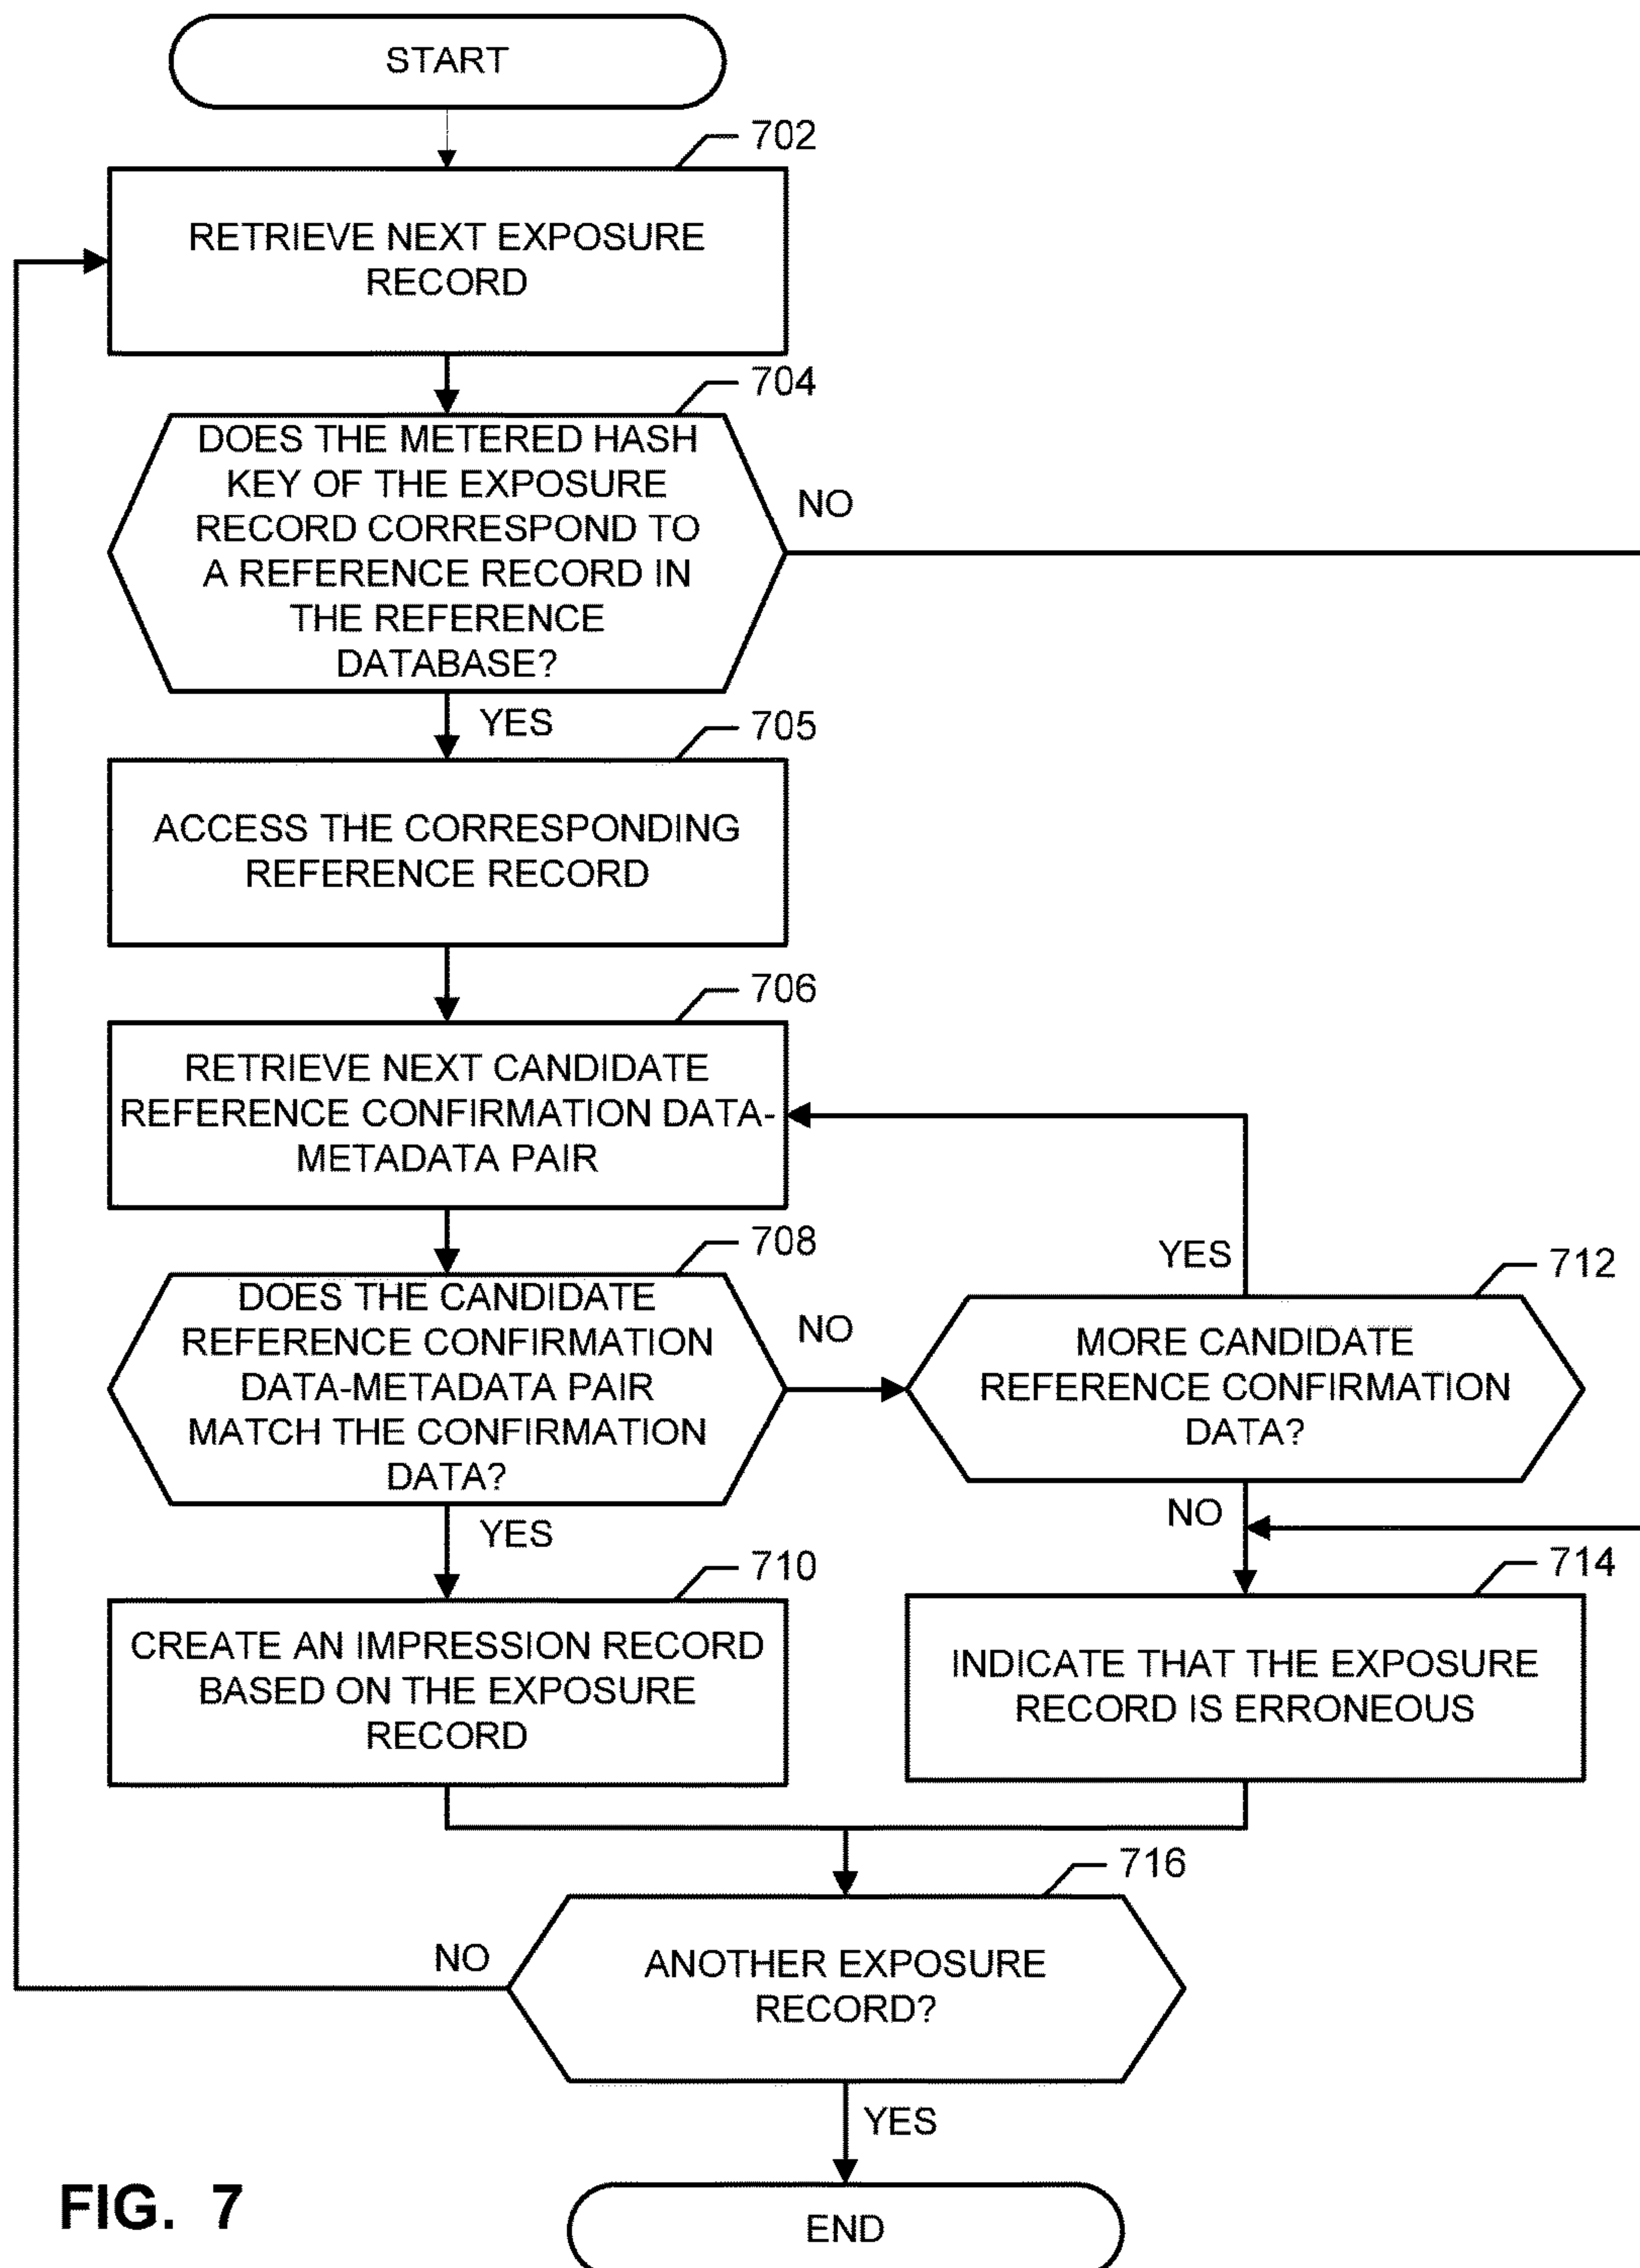 START
702
RETRIEVE NEXT EXPOSURE
RECORD
704
DOES THE METERED HASH
KEY OF THE EXPOSURE
RECORD CORRESPOND TO
A REFERENCE RECORD IN
THE REFERENCE
DATABASE?
NO
YES
705
ACCESS THE CORRESPONDING
REFERENCE RECORD
706
RETRIEVE NEXT CANDIDATE
REFERENCE CONFIRMATION DATA-
METADATA PAIR
708
DOES THE CANDIDATE
REFERENCE CONFIRMATION
DATA-METADATA PAIR
MATCH THE CONFIRMATION
DATA?
NO
YES
712
MORE CANDIDATE
REFERENCE CONFIRMATION
DATA?
YES
NO
710
CREATE AN IMPRESSION RECORD
BASED ON THE EXPOSURE
RECORD
714
INDICATE THAT THE EXPOSURE
RECORD IS ERRONEOUS
716
ANOTHER EXPOSURE
RECORD?
NO
YES
END
FIG. 7